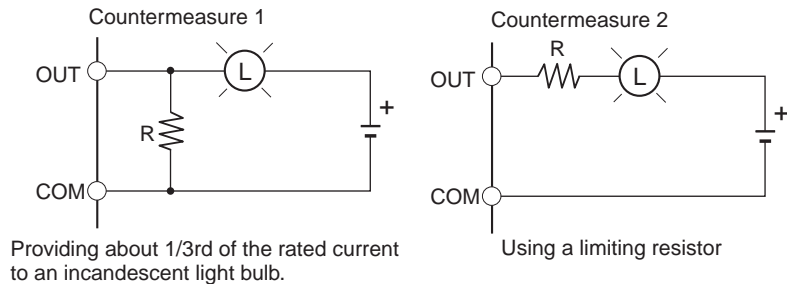 Countermeasure 1
OUT
L
+
R
COM
Providing about 1/3rd of the rated current
to an incandescent light bulb.
Countermeasure 2
R
OUT
L
+
COM
Using a limiting resistor